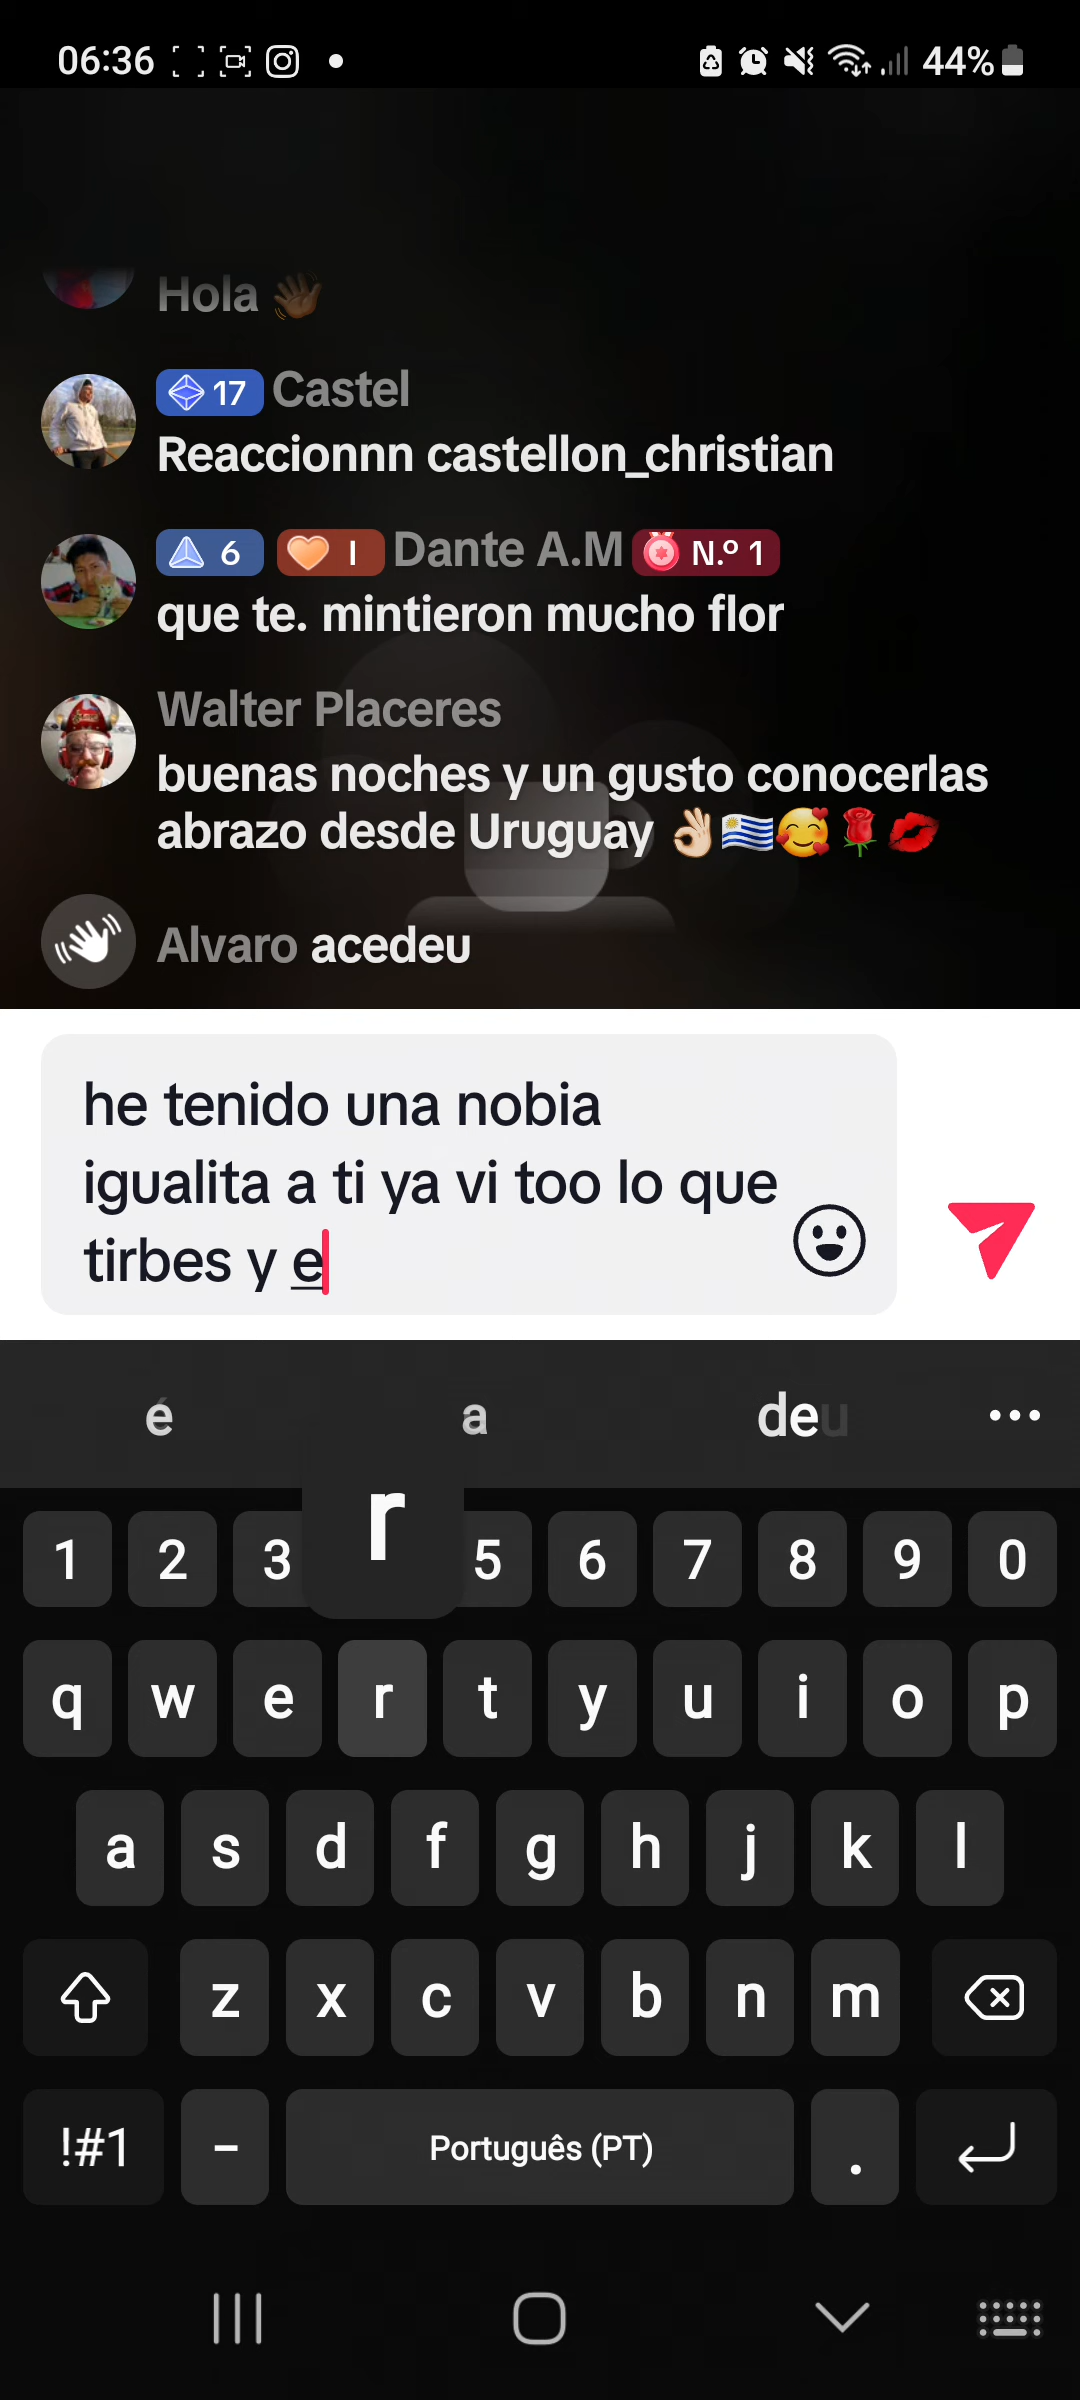 06:36
44%
Hola 👋🏾
17 Castel
Reaccionnn castellon_christian
6 I Dante A.M N.º 1
que te. mintieron mucho flor
Walter Placeres
buenas noches y un gusto conocerlas
abrazo desde Uruguay 👌🏼🇺🇾🥰🌹💋
Alvaro acedeu
he tenido una nobia
igualita a ti ya vi too lo que
tirbes y e
é a deu
r
1 2 3 5 6 7 8 9 0
q w e r t y u i o p
a s d f g h j k l
z x c v b n m
!#1 - Português (PT) .